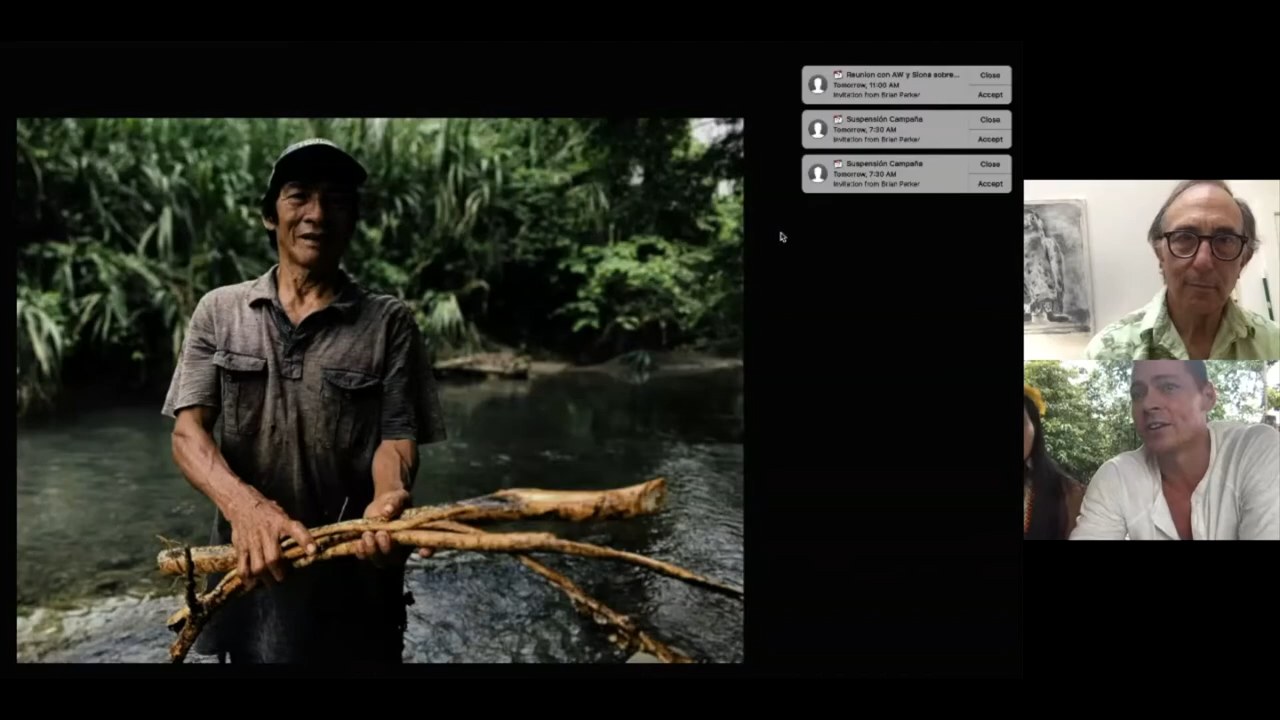 Reunion con AW y Siona sobre...
Close
Tomorrow, 11:00 AM
Invitation from Brian Parker
Accept
Suspensión Campaña
Close
Tomorrow, 7:30 AM
Invitation from Brian Parker
Accept
Suspensión Campaña
Close
Tomorrow, 7:30 AM
Invitation from Brian Parker
Accept